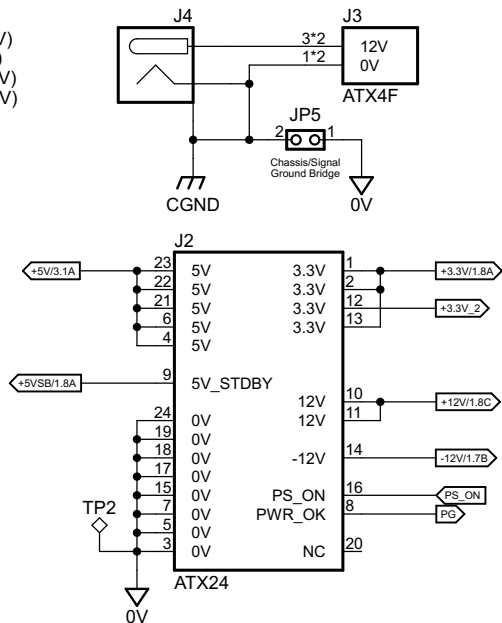 V)
)
V)
V)
J4 J3
3*2 12V
1*2 0V
ATX4F
JP5
2 1
Chassis/Signal
Ground Bridge
CGND 0V
J2
+5V/3.1A 23 5V 3.3V 1 +3.3V/1.8A
22 5V 3.3V 2
21 5V 3.3V 12 +3.3V_2
6 5V 3.3V 13
4 5V
+5VSB/1.8A 9 5V_STDBY
12V 10 +12V/1.8C
24 0V 12V 11
19 0V
18 0V -12V 14 -12V/1.7B
17 0V
15 0V PS_ON 16 PS_ON
TP2 7 0V PWR_OK 8 PG
5 0V
3 0V NC 20
ATX24
0V